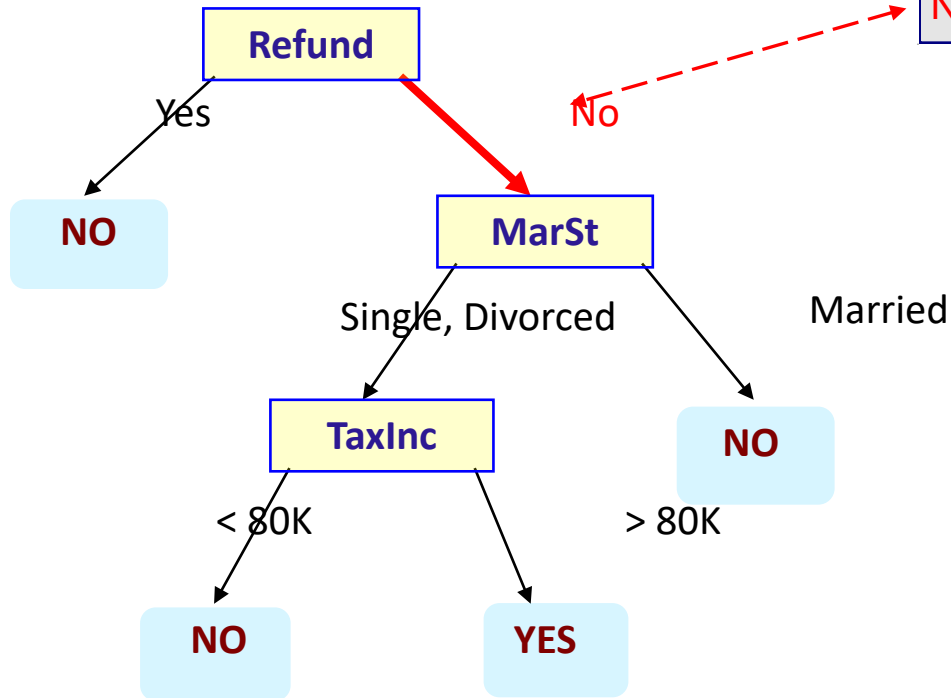 Refund
Yes
No
NO
MarSt
Single, Divorced
Married
TaxInc
NO
< 80K
> 80K
NO
YES